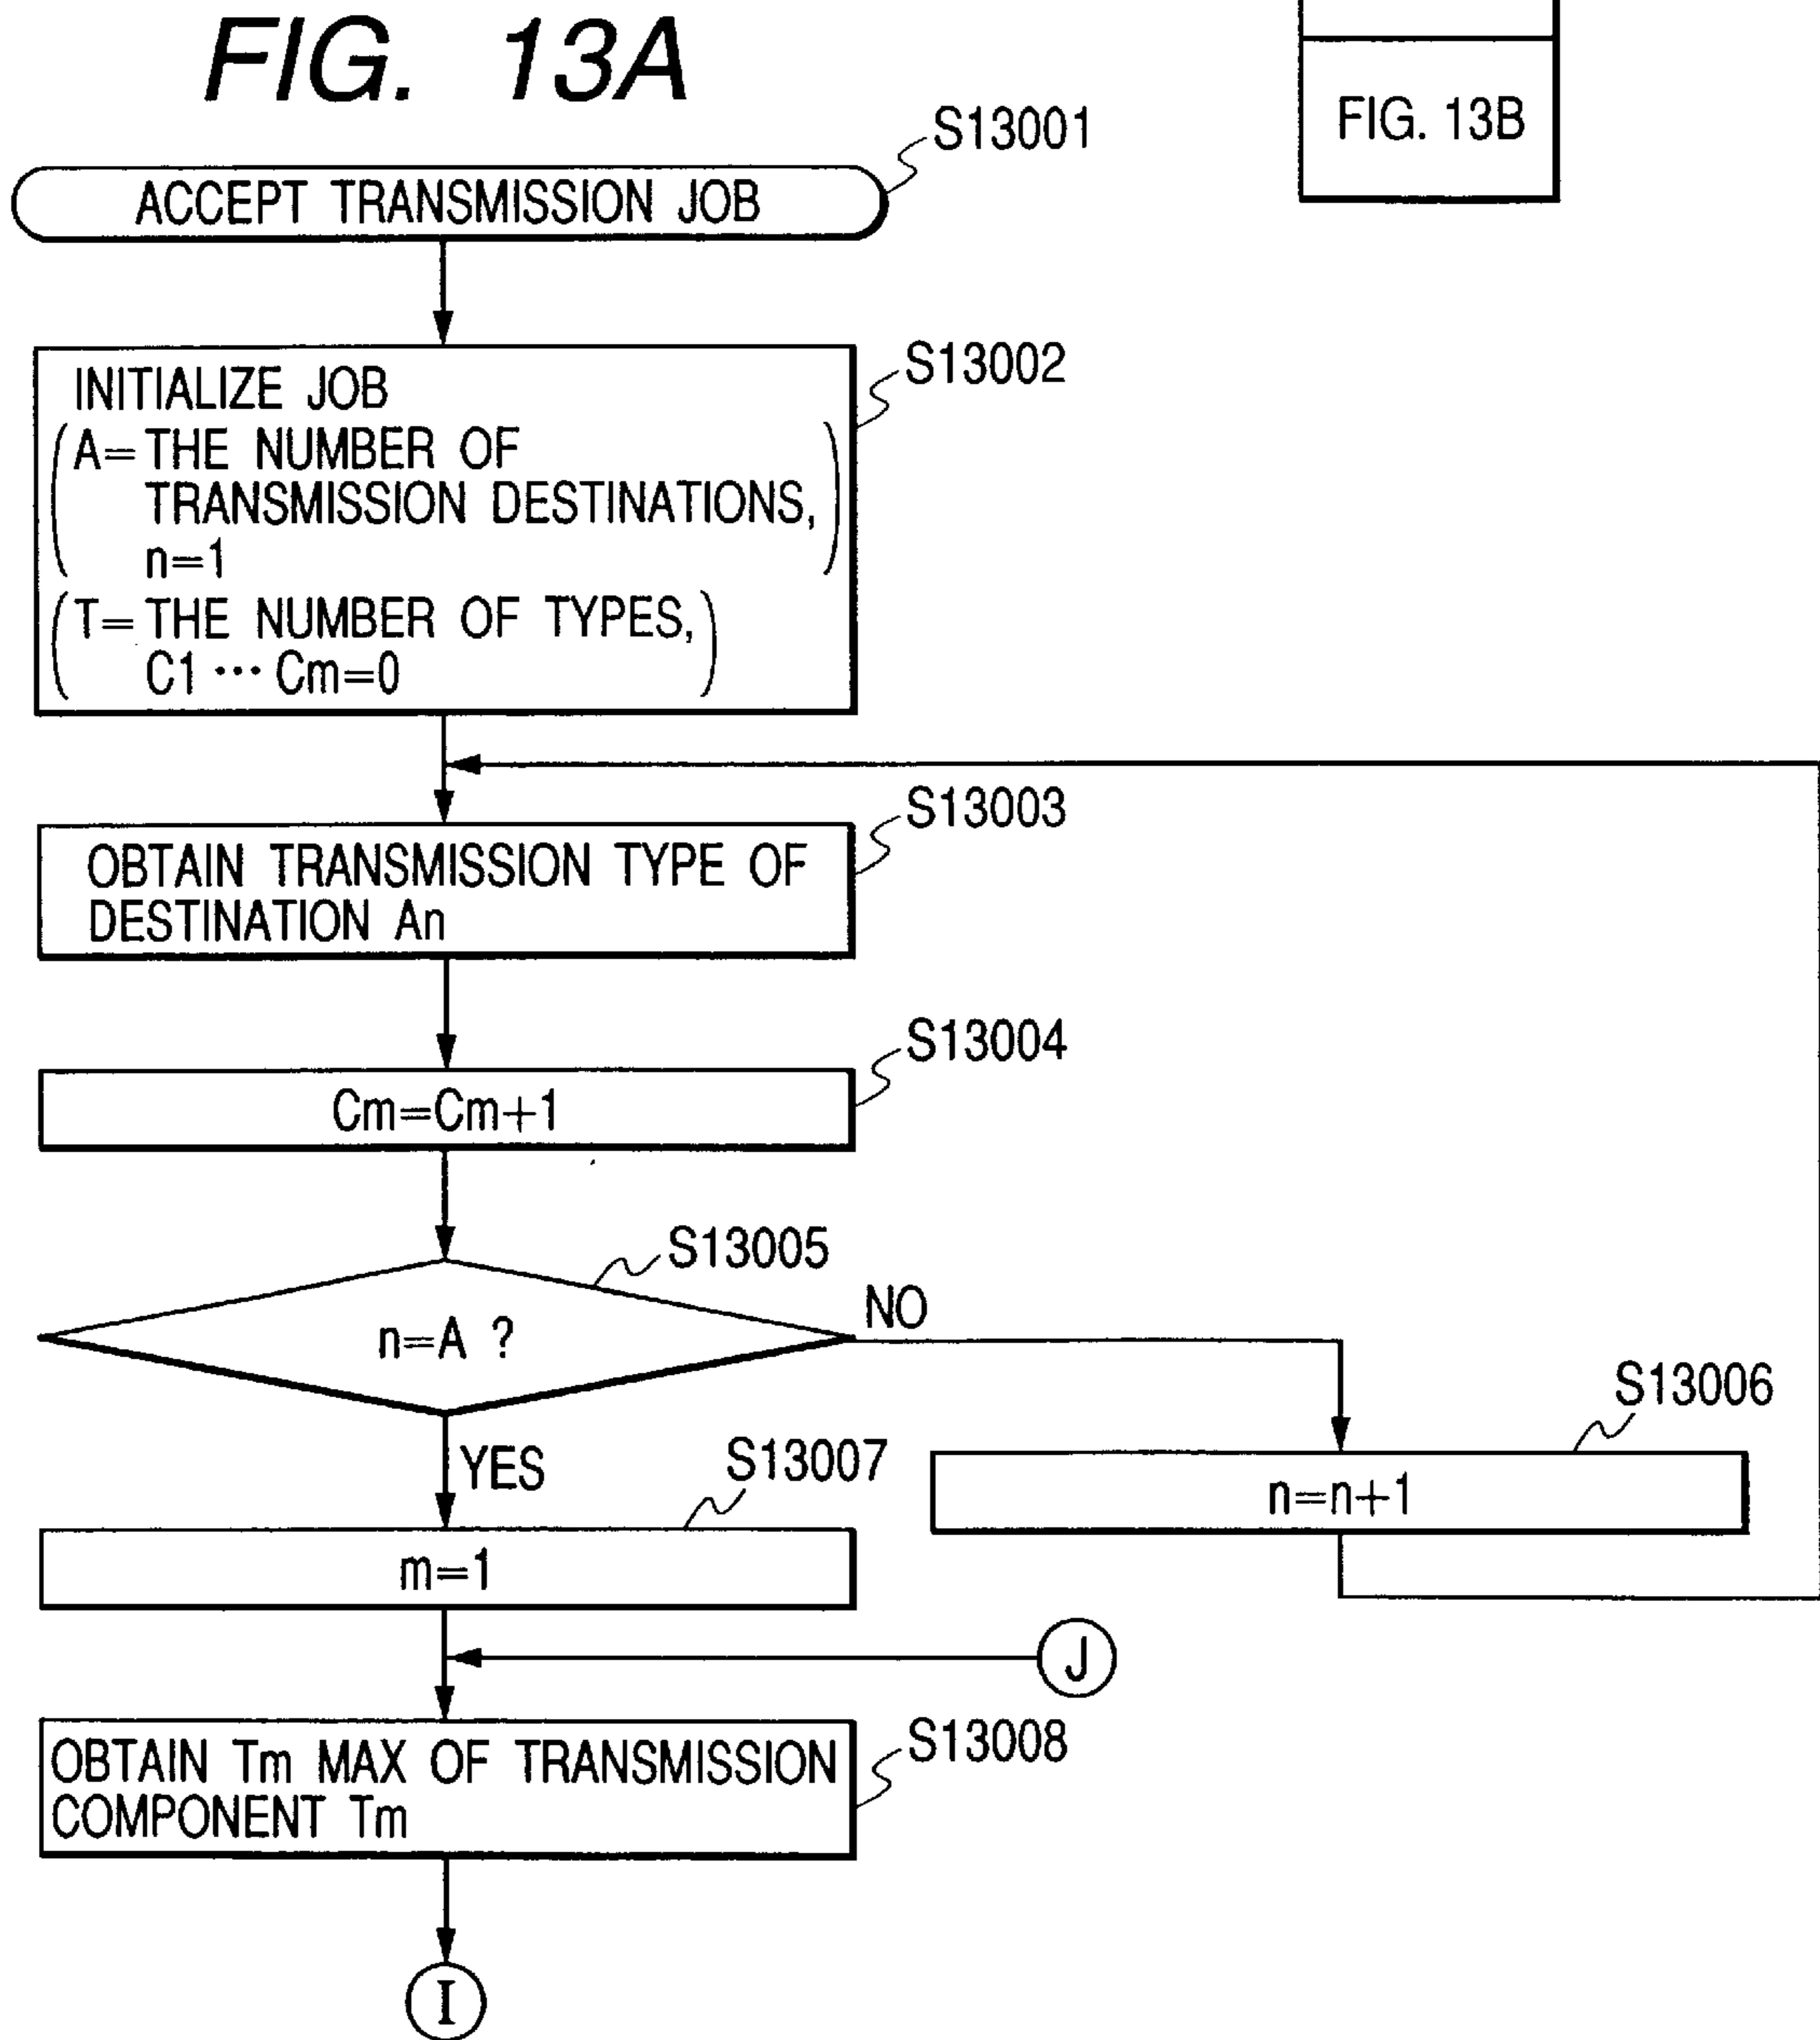 FIG. 13A
FIG. 13B
S13001
ACCEPT TRANSMISSION JOB
S13002
INITIALIZE JOB
(A=THE NUMBER OF
TRANSMISSION DESTINATIONS,
n=1)
(T=THE NUMBER OF TYPES,
C1 ··· Cm=0)
S13003
OBTAIN TRANSMISSION TYPE OF
DESTINATION An
S13004
Cm=Cm+1
S13005
n=A ?
NO
S13006
n=n+1
YES
S13007
m=1
J
S13008
OBTAIN Tm MAX OF TRANSMISSION
COMPONENT Tm
I